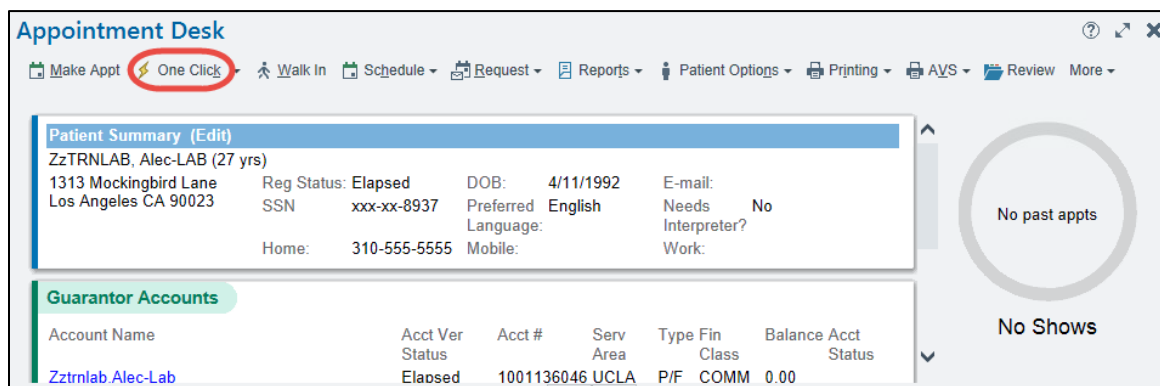 Appointment Desk
Make Appt One Click Walk In Schedule Request Reports Patient Options Printing AVS Review More
Patient Summary (Edit)
ZzTRNLAB, Alec-LAB (27 yrs)
1313 Mockingbird Lane Reg Status: Elapsed DOB: 4/11/1992 E-mail:
Los Angeles CA 90023 SSN xxx-xx-8937 Preferred English Needs No
Language: Interpreter?
Home: 310-555-5555 Mobile: Work:
No past appts
No Shows
Guarantor Accounts
Account Name Acct Ver Acct # Serv Type Fin Balance Acct
Status Area Class Status
Zztrnlab,Alec-Lab Elapsed 1001136046 UCLA P/F COMM 0.00